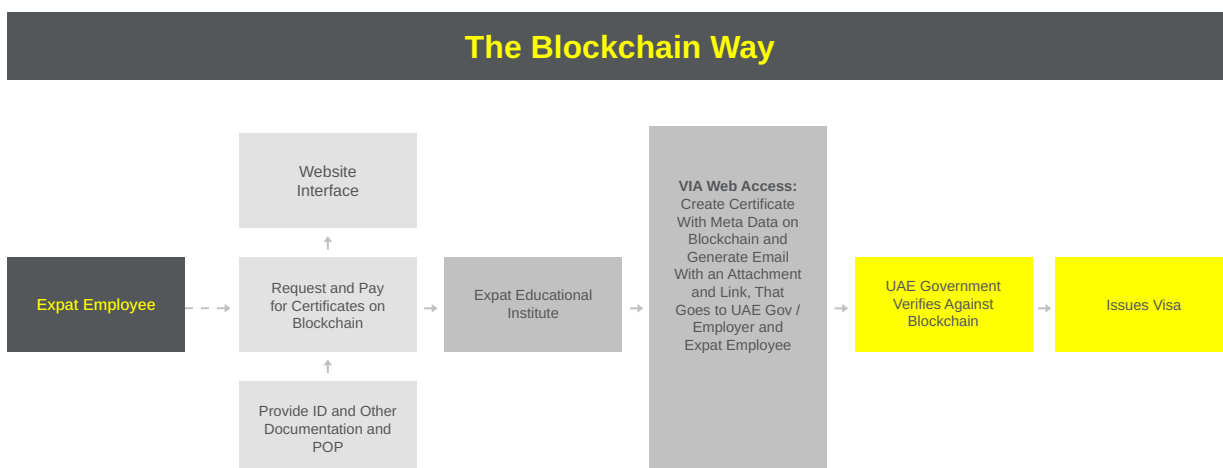 The Blockchain Way
Website
Interface
Expat Employee
Request and Pay
for Certificates on
Blockchain
Provide ID and Other
Documentation and
POP
Expat Educational
Institute
VIA Web Access:
Create Certificate
With Meta Data on
Blockchain and
Generate Email
With an Attachment
and Link, That
Goes to UAE Gov /
Employer and
Expat Employee
UAE Government
Verifies Against
Blockchain
Issues Visa